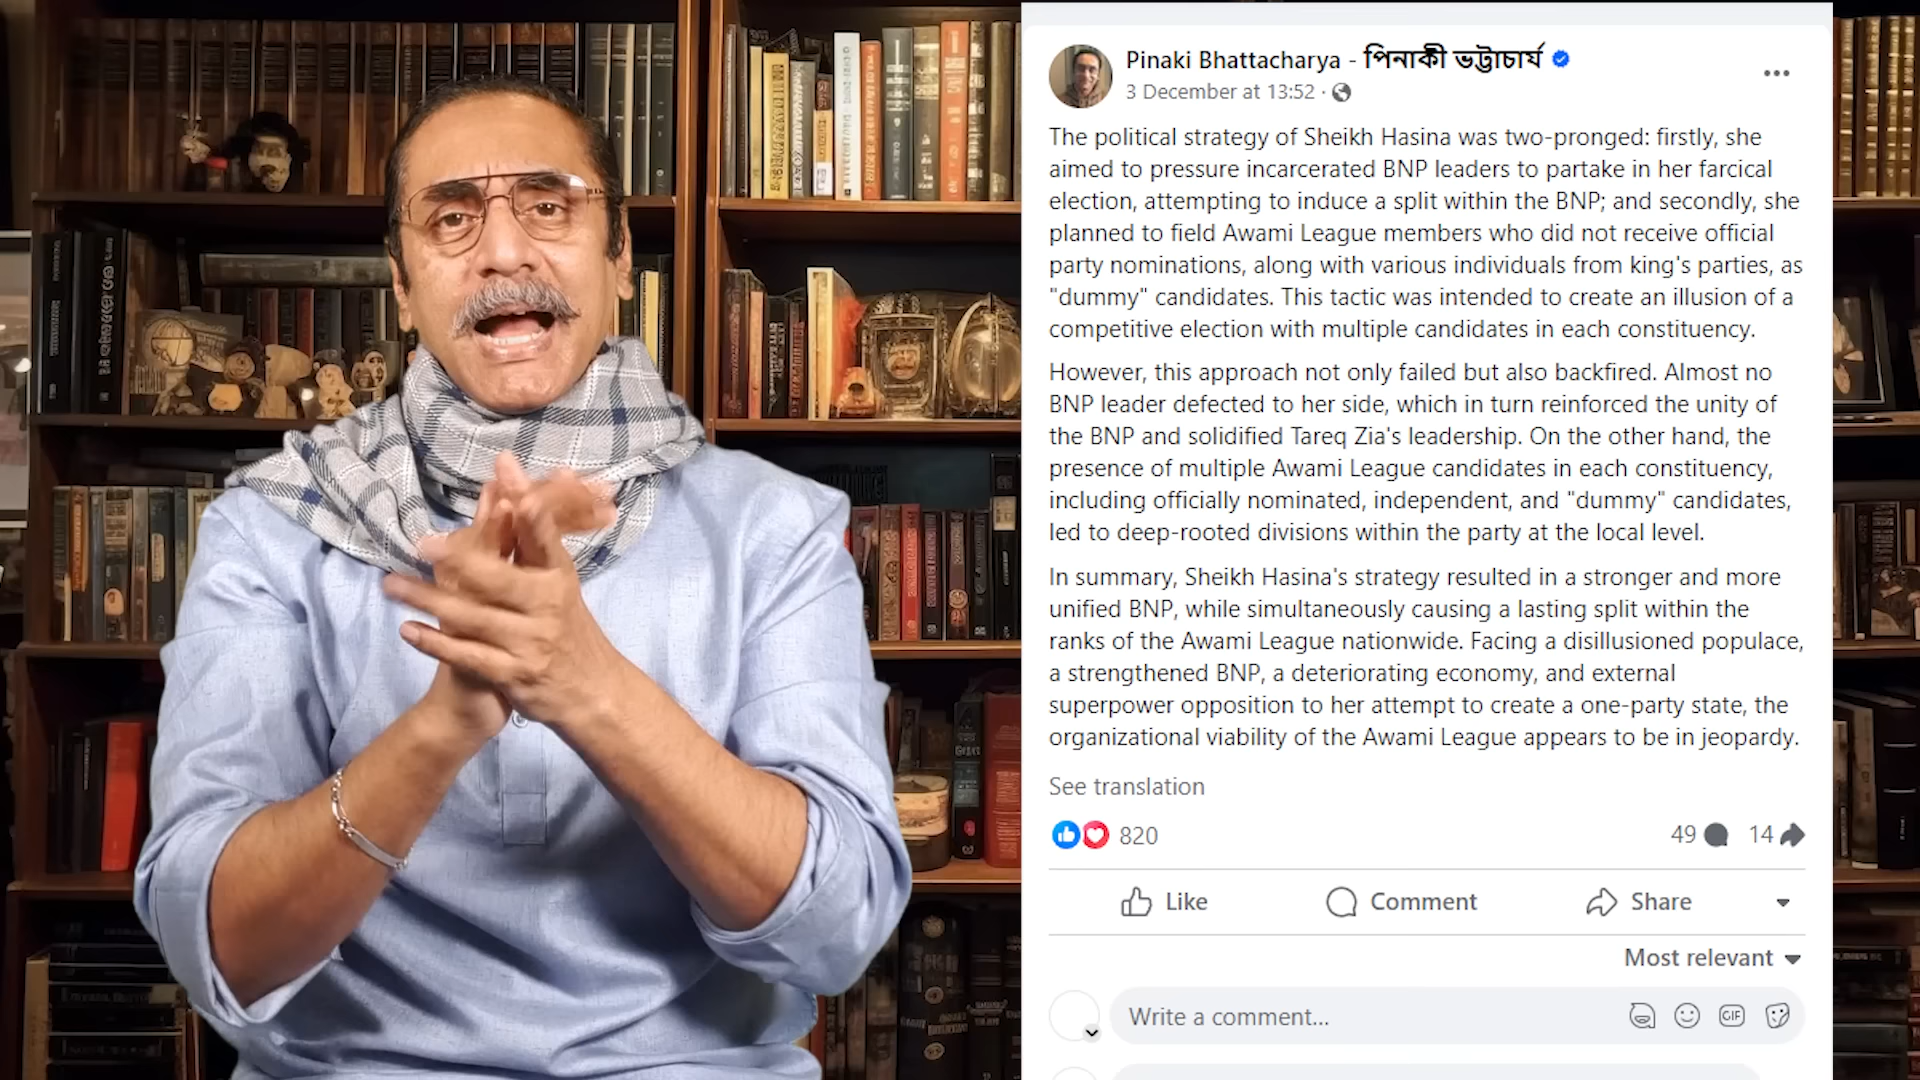 Pinaki Bhattacharya - পিনাকী ভট্টাচার্য
3 December at 13:52 ·
The political strategy of Sheikh Hasina was two-pronged: firstly, she
aimed to pressure incarcerated BNP leaders to partake in her farcical
election, attempting to induce a split within the BNP; and secondly, she
planned to field Awami League members who did not receive official
party nominations, along with various individuals from king's parties, as
"dummy" candidates. This tactic was intended to create an illusion of a
competitive election with multiple candidates in each constituency.
However, this approach not only failed but also backfired. Almost no
BNP leader defected to her side, which in turn reinforced the unity of
the BNP and solidified Tareq Zia's leadership. On the other hand, the
presence of multiple Awami League candidates in each constituency,
including officially nominated, independent, and "dummy" candidates,
led to deep-rooted divisions within the party at the local level.
In summary, Sheikh Hasina's strategy resulted in a stronger and more
unified BNP, while simultaneously causing a lasting split within the
ranks of the Awami League nationwide. Facing a disillusioned populace,
a strengthened BNP, a deteriorating economy, and external
superpower opposition to her attempt to create a one-party state, the
organizational viability of the Awami League appears to be in jeopardy.
See translation
820 49 14
Like Comment Share
Most relevant
Write a comment...
GIF